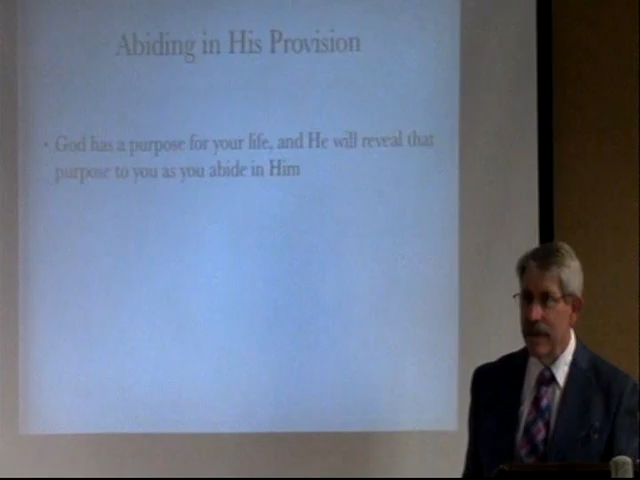 Abiding in His Provision
• God has a purpose for your life, and He will reveal that
purpose to you as you abide in Him